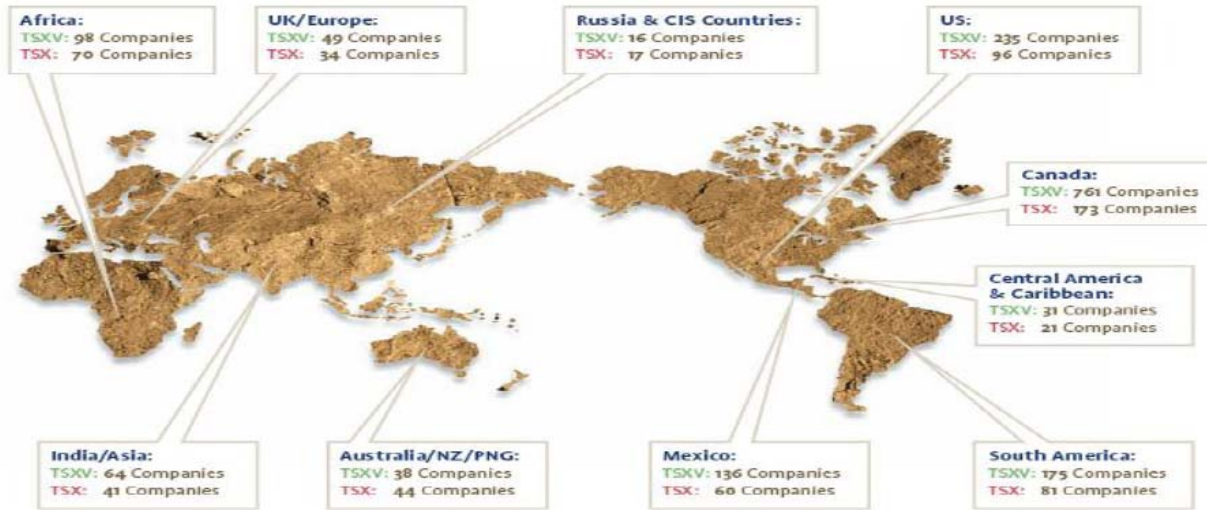 Africa:
TSXV: 98 Companies
TSX: 70 Companies
UK/Europe:
TSXV: 49 Companies
TSX: 34 Companies
Russia & CIS Countries:
TSXV: 16 Companies
TSX: 17 Companies
US:
TSXV: 235 Companies
TSX: 96 Companies
Canada:
TSXV: 761 Companies
TSX: 173 Companies
Central America
& Caribbean:
TSXV: 31 Companies
TSX: 21 Companies
India/Asia:
TSXV: 64 Companies
TSX: 41 Companies
Australia/NZ/PNG:
TSXV: 38 Companies
TSX: 44 Companies
Mexico:
TSXV: 136 Companies
TSX: 60 Companies
South America:
TSXV: 175 Companies
TSX: 81 Companies